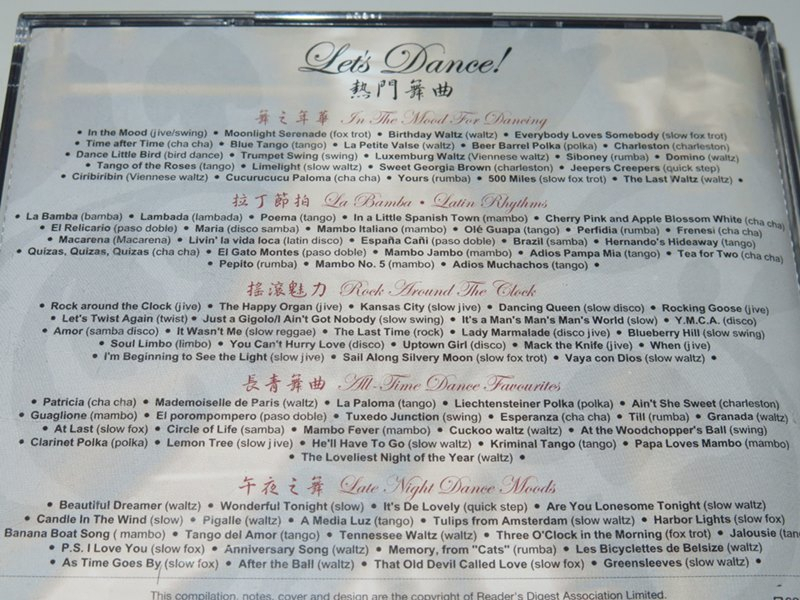 Let's Dance!
熱門舞曲
舞之年華 In The Mood For Dancing
• In the Mood (jive/swing) • Moonlight Serenade (fox trot) • Birthday Waltz (waltz) • Everybody Loves Somebody (slow fox trot)
• Time after Time (cha cha) • Blue Tango (tango) • La Petite Valse (waltz) • Beer Barrel Polka (polka) • Charleston (charleston)
• Dance Little Bird (bird dance) • Trumpet Swing (swing) • Luxemburg Waltz (Viennese waltz) • Siboney (rumba) • Domino (waltz)
• Tango of the Roses (tango) • Limelight (slow waltz) • Sweet Georgia Brown (charleston) • Jeepers Creepers (quick step)
• Ciribiribin (Viennese waltz) • Cucurucucu Paloma (cha cha) • Yours (rumba) • 500 Miles (slow fox trot) • The Last Waltz (waltz) •
拉丁節拍 La Bamba • Latin Rhythms
• La Bamba (bamba) • Lambada (lambada) • Poema (tango) • In a Little Spanish Town (mambo) • Cherry Pink and Apple Blossom White (cha cha)
• El Relicario (paso doble) • Maria (disco samba) • Mambo Italiano (mambo) • Olé Guapa (tango) • Perfidia (rumba) • Frenesi (cha cha)
• Macarena (Macarena) • Livin' la vida loca (latin disco) • España Cañi (paso doble) • Brazil (samba) • Hernando's Hideaway (tango)
• Quizas, Quizas, Quizas (cha cha) • El Gato Montes (paso doble) • Mambo Jambo (mambo) • Adios Pampa Mia (tango) • Tea for Two (cha cha)
• Pepito (rumba) • Mambo No. 5 (mambo) • Adios Muchachos (tango) •
搖滾魅力 Rock Around The Clock
• Rock around the Clock (jive) • The Happy Organ (jive) • Kansas City (slow jive) • Dancing Queen (slow disco) • Rocking Goose (jive)
• Let's Twist Again (twist) • Just a Gigolo/I Ain't Got Nobody (slow swing) • It's a Man's Man's Man's World (slow) • Y.M.C.A. (disco)
• Amor (samba disco) • It Wasn't Me (slow reggae) • The Last Time (rock) • Lady Marmalade (disco jive) • Blueberry Hill (slow swing)
• Soul Limbo (limbo) • You Can't Hurry Love (disco) • Uptown Girl (disco) • Mack the Knife (jive) • When (jive)
• I'm Beginning to See the Light (slow jive) • Sail Along Silvery Moon (slow fox trot) • Vaya con Dios (slow waltz) •
長青舞曲 All-Time Dance Favourites
• Patricia (cha cha) • Mademoiselle de Paris (waltz) • La Paloma (tango) • Liechtensteiner Polka (polka) • Ain't She Sweet (charleston)
• Guaglione (mambo) • El porompompero (paso doble) • Tuxedo Junction (swing) • Esperanza (cha cha) • Till (rumba) • Granada (waltz)
• At Last (slow fox) • Circle of Life (samba) • Mambo Fever (mambo) • Cuckoo waltz (waltz) • At the Woodchopper's Ball (swing)
• Clarinet Polka (polka) • Lemon Tree (slow jive) • He'll Have To Go (slow waltz) • Kriminal Tango (tango) • Papa Loves Mambo (mambo)
• The Loveliest Night of the Year (waltz) •
午夜之舞 Late Night Dance Moods
• Beautiful Dreamer (waltz) • Wonderful Tonight (slow) • It's De Lovely (quick step) • Are You Lonesome Tonight (slow waltz)
• Candle In The Wind (slow) • Pigalle (waltz) • A Media Luz (tango) • Tulips from Amsterdam (slow waltz) • Harbor Lights (slow fox)
Banana Boat Song ( mambo) • Tango del Amor (tango) • Tennessee Waltz (waltz) • Three O'Clock in the Morning (fox trot) • Jalousie (tan
• P.S. I Love You (slow fox) • Anniversary Song (waltz) • Memory, from "Cats" (rumba) • Les Bicyclettes de Belsize (waltz)
• As Time Goes By (slow fox) • After the Ball (waltz) • That Old Devil Called Love (slow fox) • Greensleeves (slow waltz) •
This compilation, notes, cover and design are the copyright of Reader's Digest Association Limited.